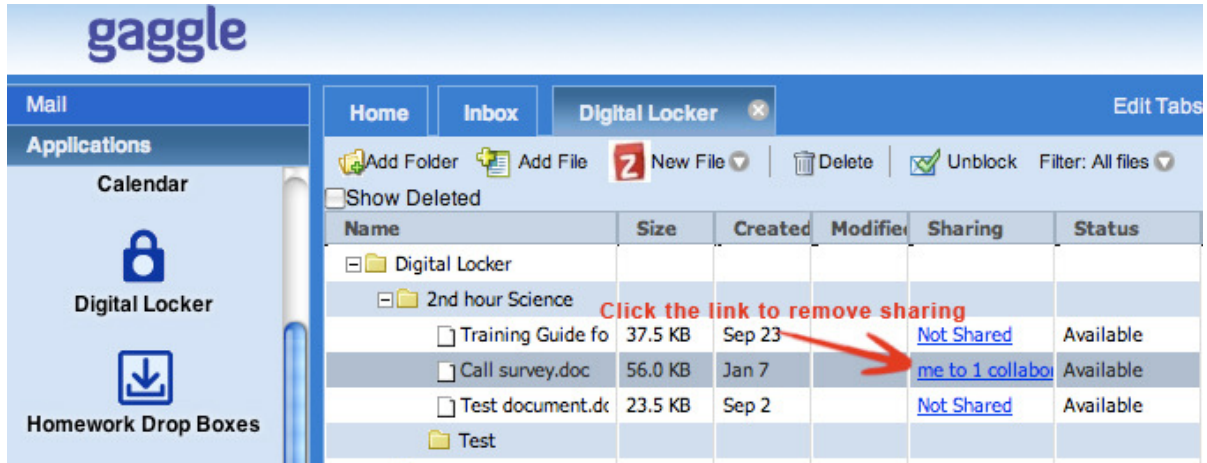 gaggle
Mail
Applications
Calendar
Digital Locker
Homework Drop Boxes
Home Inbox Digital Locker Edit Tabs
Add Folder Add File Z New File Delete Unblock Filter: All files
Show Deleted
Name Size Created Modified Sharing Status
Digital Locker
2nd hour Science
Click the link to remove sharing
Training Guide fo 37.5 KB Sep 23 Not Shared Available
Call survey.doc 56.0 KB Jan 7 me to 1 collabor Available
Test document.dc 23.5 KB Sep 2 Not Shared Available
Test